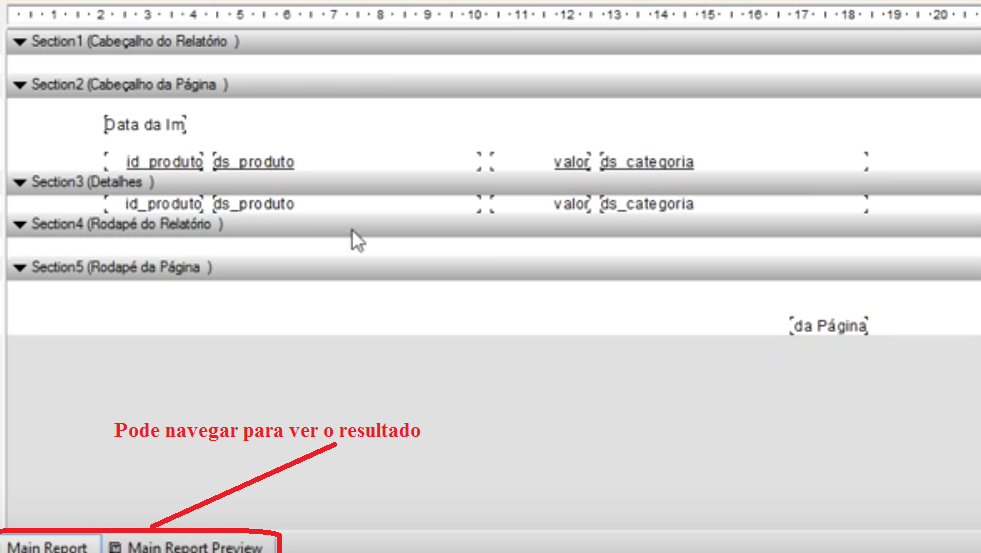 1 2 3 4 5 6 7 8 9 10 11 12 13 14 15 16 17 18 19 20
Section1 (Cabeçalho do Relatório )
Section2 (Cabeçalho da Página )
Data da Im
id_produto ds_produto valor ds_categoria
Section3 (Detalhes )
id_produto ds_produto valor ds_categoria
Section4 (Rodapé do Relatório )
Section5 (Rodapé da Página )
da Página
Pode navegar para ver o resultado
Main Report Main Report Preview